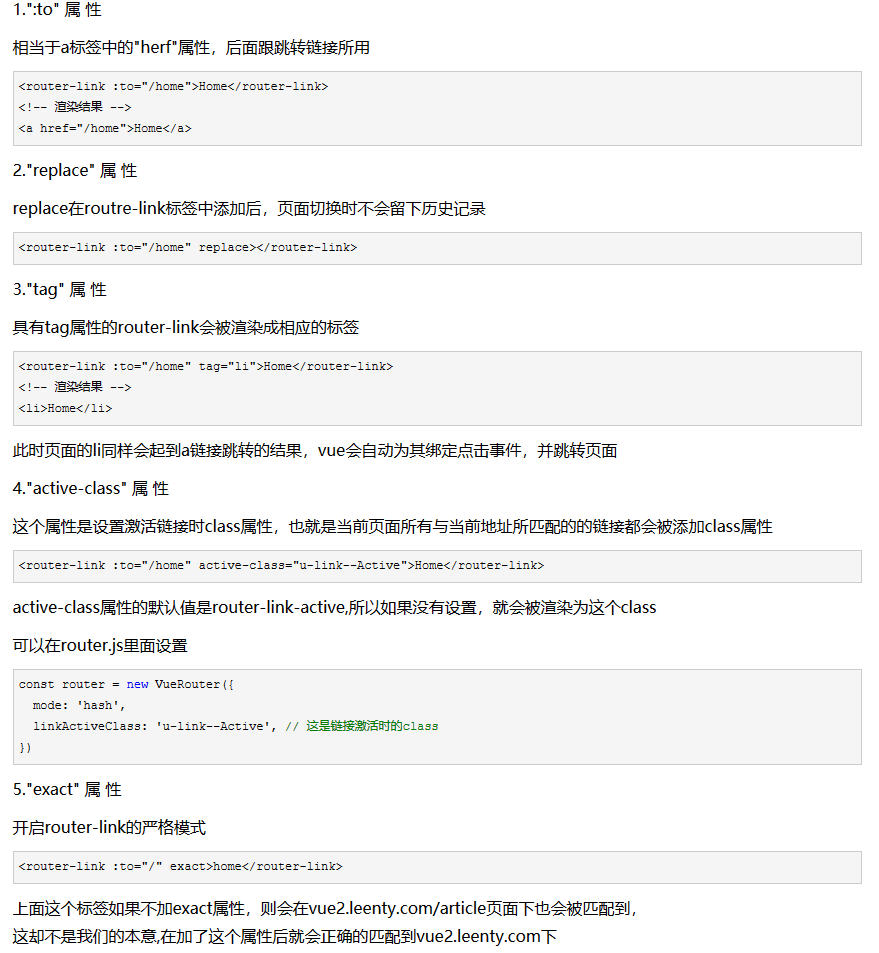 1.":to" 属 性
相当于a标签中的"herf"属性，后面跟跳转链接所用
<router-link :to="/home">Home</router-link>
<!-- 渲染结果 -->
<a href="/home">Home</a>
2."replace" 属 性
replace在routre-link标签中添加后，页面切换时不会留下历史记录
<router-link :to="/home" replace></router-link>
3."tag" 属 性
具有tag属性的router-link会被渲染成相应的标签
<router-link :to="/home" tag="li">Home</router-link>
<!-- 渲染结果 -->
<li>Home</li>
此时页面的li同样会起到a链接跳转的结果，vue会自动为其绑定点击事件，并跳转页面
4."active-class" 属 性
这个属性是设置激活链接时class属性，也就是当前页面所有与当前地址所匹配的的链接都会被添加class属性
<router-link :to="/home" active-class="u-link--Active">Home</router-link>
active-class属性的默认值是router-link-active,所以如果没有设置，就会被渲染为这个class
可以在router.js里面设置
const router = new VueRouter({
  mode: 'hash',
  linkActiveClass: 'u-link--Active', // 这是链接激活时的class
})
5."exact" 属 性
开启router-link的严格模式
<router-link :to="/" exact>home</router-link>
上面这个标签如果不加exact属性，则会在vue2.leenty.com/article页面下也会被匹配到，
这却不是我们的本意,在加了这个属性后就会正确的匹配到vue2.leenty.com下